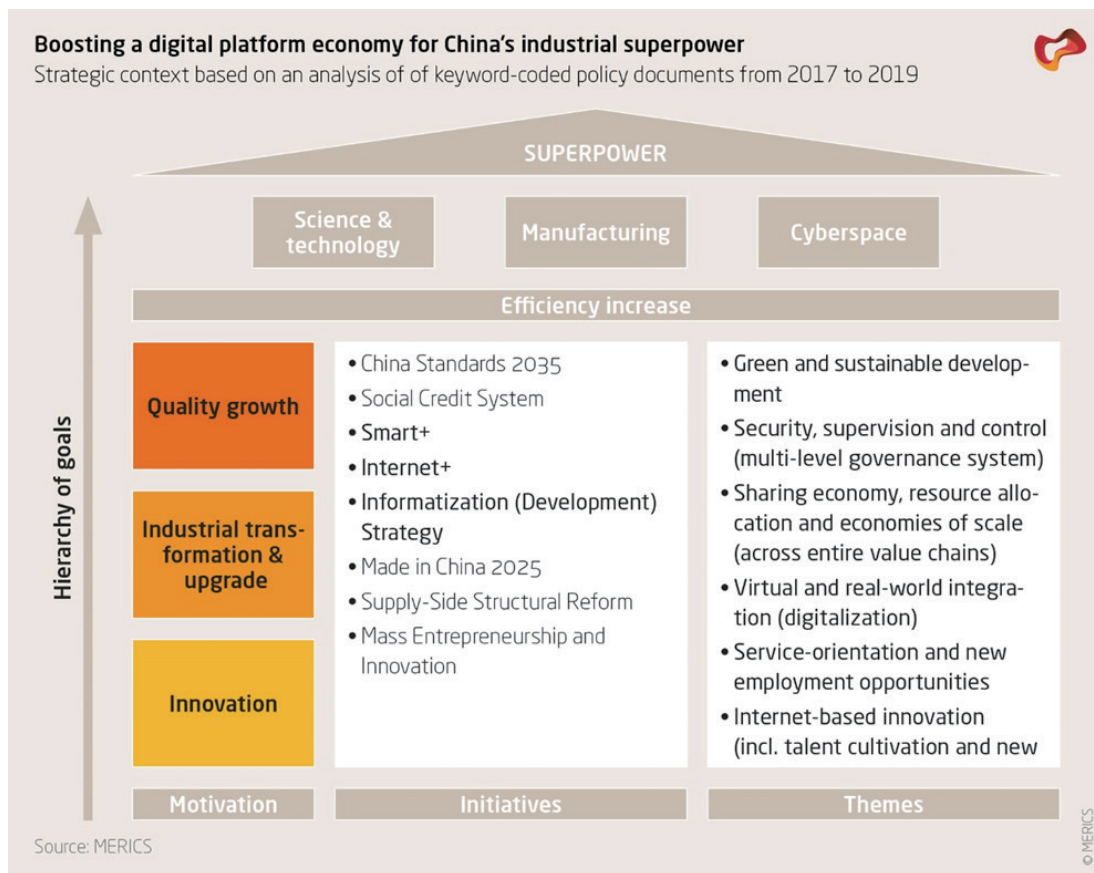 Boosting a digital platform economy for China's industrial superpower
Strategic context based on an analysis of of keyword-coded policy documents from 2017 to 2019
SUPERPOWER
Science &
technology
Manufacturing
Cyberspace
Efficiency increase
Hierarchy of goals
Quality growth
Industrial trans-
formation &
upgrade
Innovation
• China Standards 2035
• Social Credit System
• Smart+
• Internet+
• Informatization (Development)
Strategy
• Made in China 2025
• Supply-Side Structural Reform
• Mass Entrepreneurship and
Innovation
• Green and sustainable develop-
ment
• Security, supervision and control
(multi-level governance system)
• Sharing economy, resource allo-
cation and economies of scale
(across entire value chains)
• Virtual and real-world integra-
tion (digitalization)
• Service-orientation and new
employment opportunities
• Internet-based innovation
(incl. talent cultivation and new
Motivation
Initiatives
Themes
Source: MERICS
© MERICS